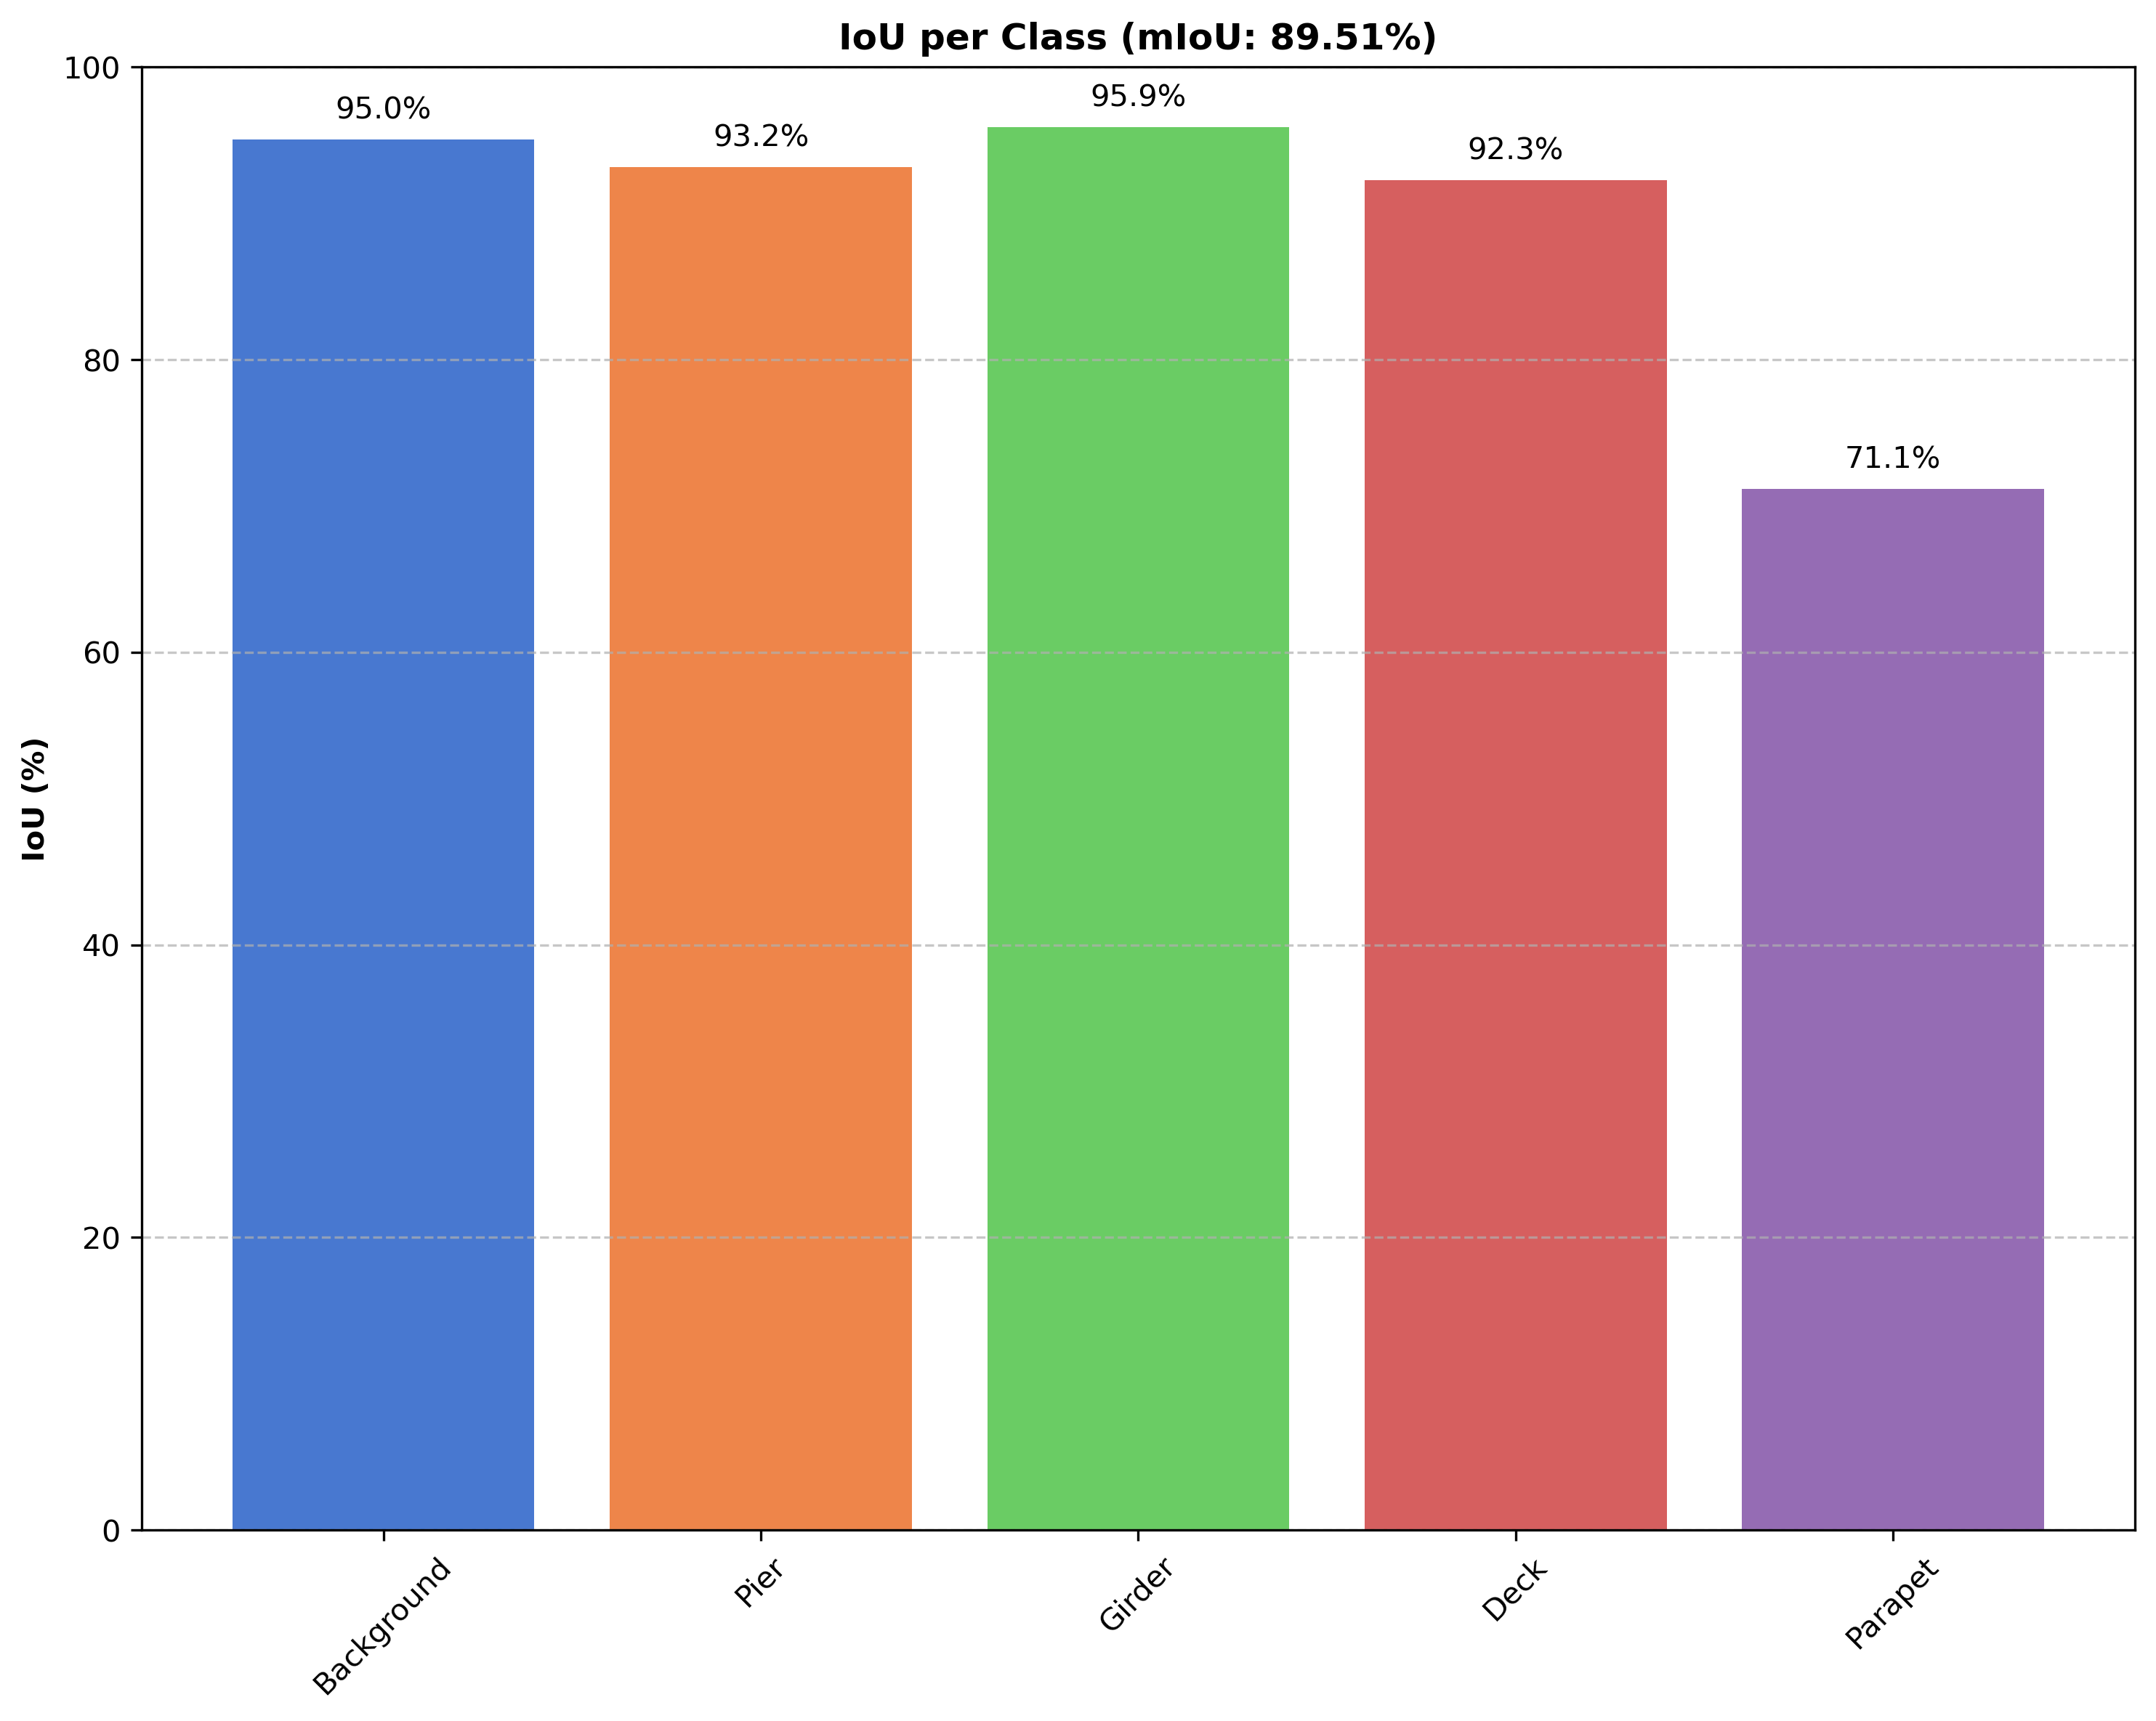 IoU per Class (mIoU: 89.51%)
100
80
60
40
20
0
IoU (%)
95.0%
93.2%
95.9%
92.3%
71.1%
Background
Pier
Girder
Deck
Parapet